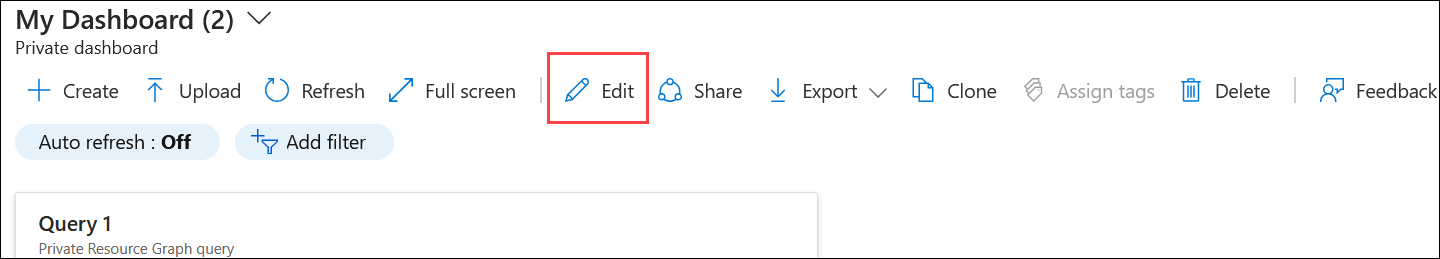 My Dashboard (2)
Private dashboard
Create Upload Refresh Full screen Edit Share Export Clone Assign tags Delete Feedback
Auto refresh : Off Add filter
Query 1
Private Resource Graph query